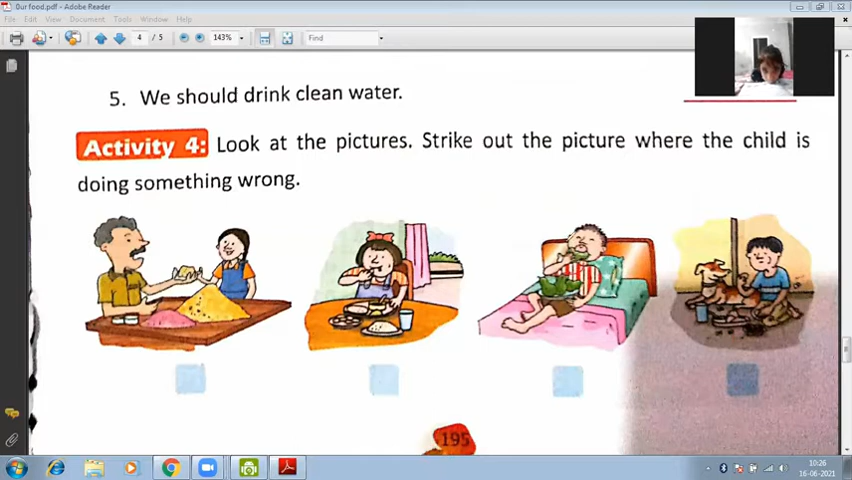 0ur food.pdf - Adobe Reader
File Edit View Document Tools Window Help
4 / 5 143% Find
5. We should drink clean water.
Activity 4: Look at the pictures. Strike out the picture where the child is
doing something wrong.
195
10:26
16-06-2021